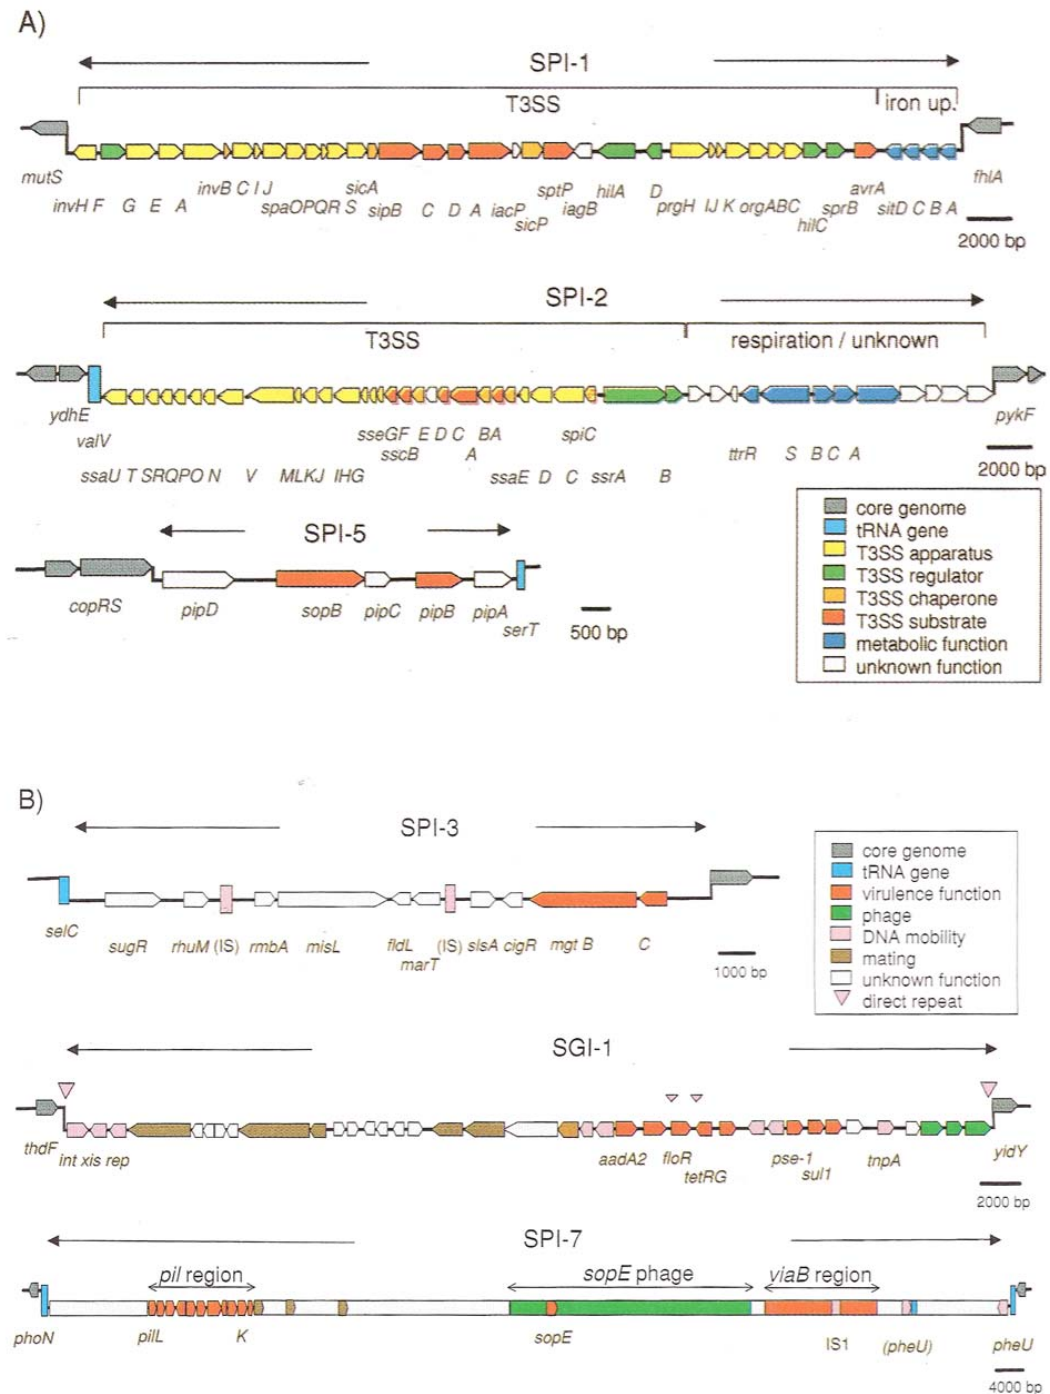 A)
SPI-1
T3SS
iron up.
mutS
fhlA
invB C I J
sicA
sptP
hilA
D
avrA
invH F G E A
spaOPQR S
sipB C D A
iacP
iagB
prgH IJ K orgABC
sprB
sitD C B A
sicP
hilC
2000 bp
SPI-2
T3SS
respiration / unknown
ydhE
pykF
valV
sseGF E D C BA
spiC
sscB
A
ttrR S B C A
ssaU T SRQPO N V MLKJ IHG
ssaE D C ssrA B
2000 bp
SPI-5
copRS
pipD
sopB
pipC
pipB
pipA
serT
500 bp
core genome
tRNA gene
T3SS apparatus
T3SS regulator
T3SS chaperone
T3SS substrate
metabolic function
unknown function
B)
SPI-3
selC
sugR
rhuM
(IS)
rmbA
misL
fldL
marT
(IS)
slsA
cigR
mgt B
C
1000 bp
core genome
tRNA gene
virulence function
phage
DNA mobility
mating
unknown function
direct repeat
SGI-1
thdF
int xis rep
aadA2
floR
tetRG
pse-1
sul1
tnpA
yidY
2000 bp
SPI-7
pil region
sopE phage
viaB region
phoN
pilL
K
sopE
IS1
(pheU)
pheU
4000 bp